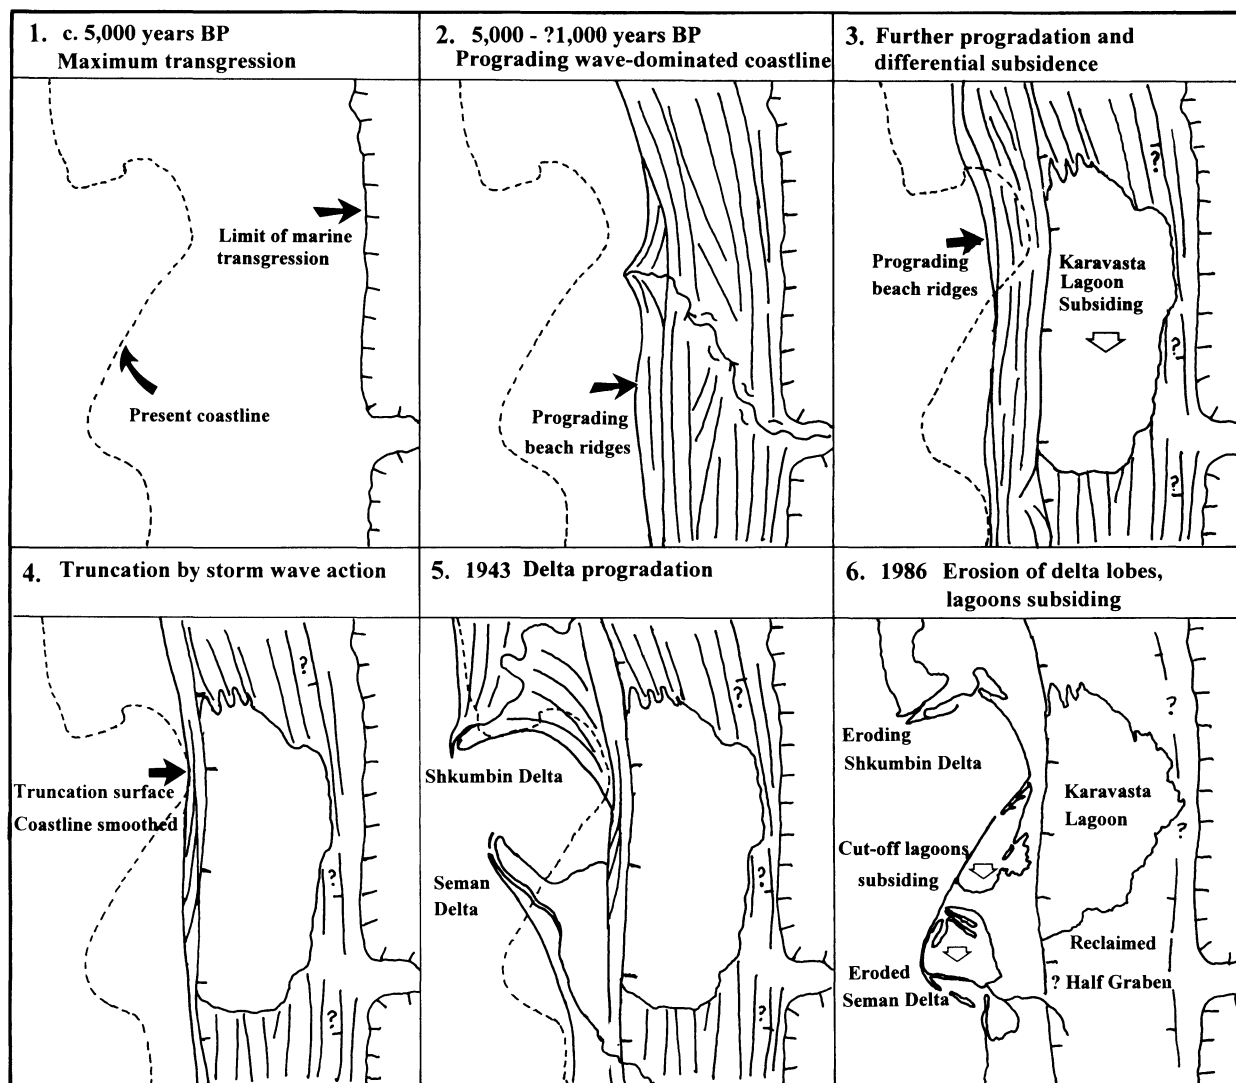 1. c. 5,000 years BP
Maximum transgression
Limit of marine
transgression
Present coastline
2. 5,000 - ?1,000 years BP
Prograding wave-dominated coastline
Prograding
beach ridges
3. Further progradation and
differential subsidence
?
Prograding
beach ridges
Karavasta
Lagoon
Subsiding
?
?
4. Truncation by storm wave action
?
Truncation surface
Coastline smoothed
?
?
5. 1943 Delta progradation
?
Shkumbin Delta
Seman
Delta
?
?
6. 1986 Erosion of delta lobes,
lagoons subsiding
?
Eroding
Shkumbin Delta
Karavasta
Lagoon
?
Cut-off lagoons
subsiding
Reclaimed
Eroded
Seman Delta
? Half Graben